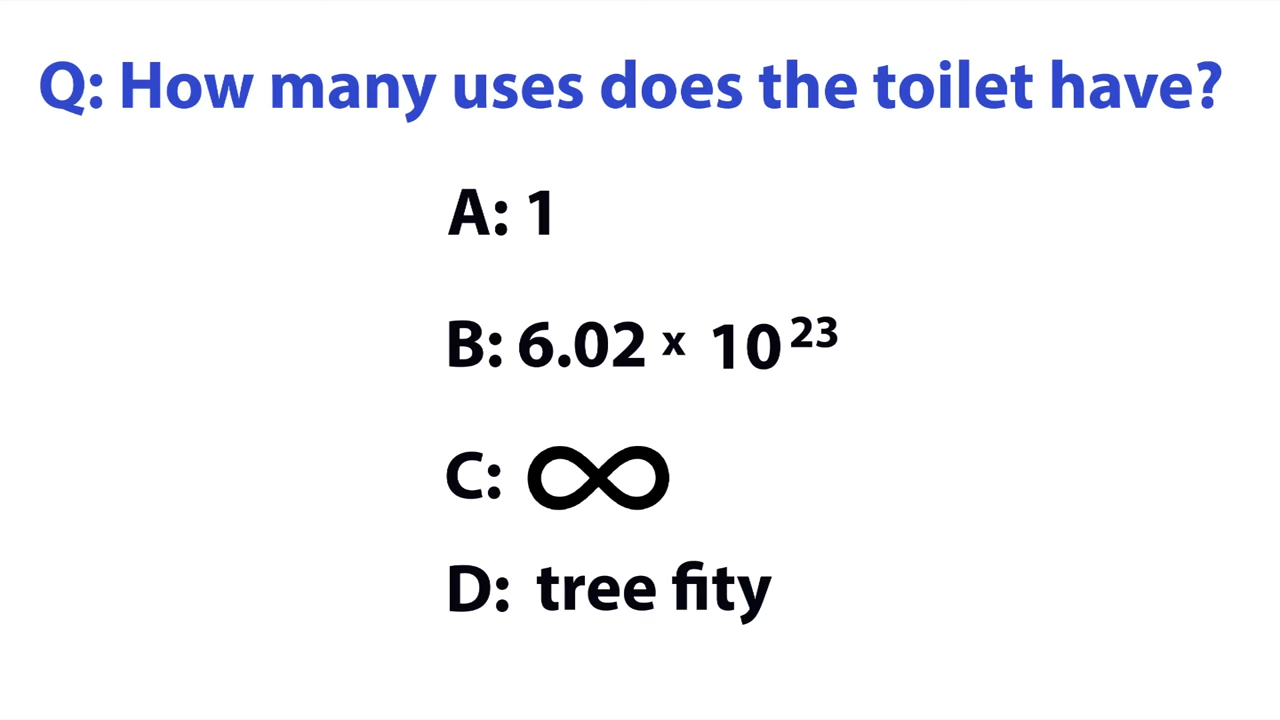 Q: How many uses does the toilet have?
A: 1
B: 6.02 x 10²³
C: ∞
D: tree fity